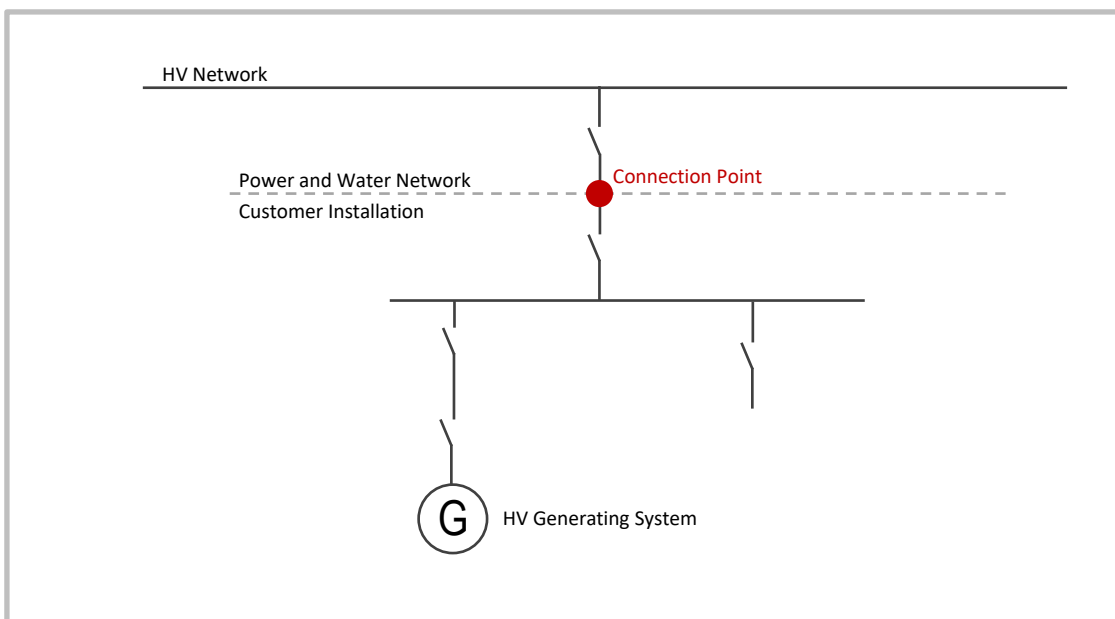 HV Network
Power and Water Network
Connection Point
Customer Installation
G
HV Generating System